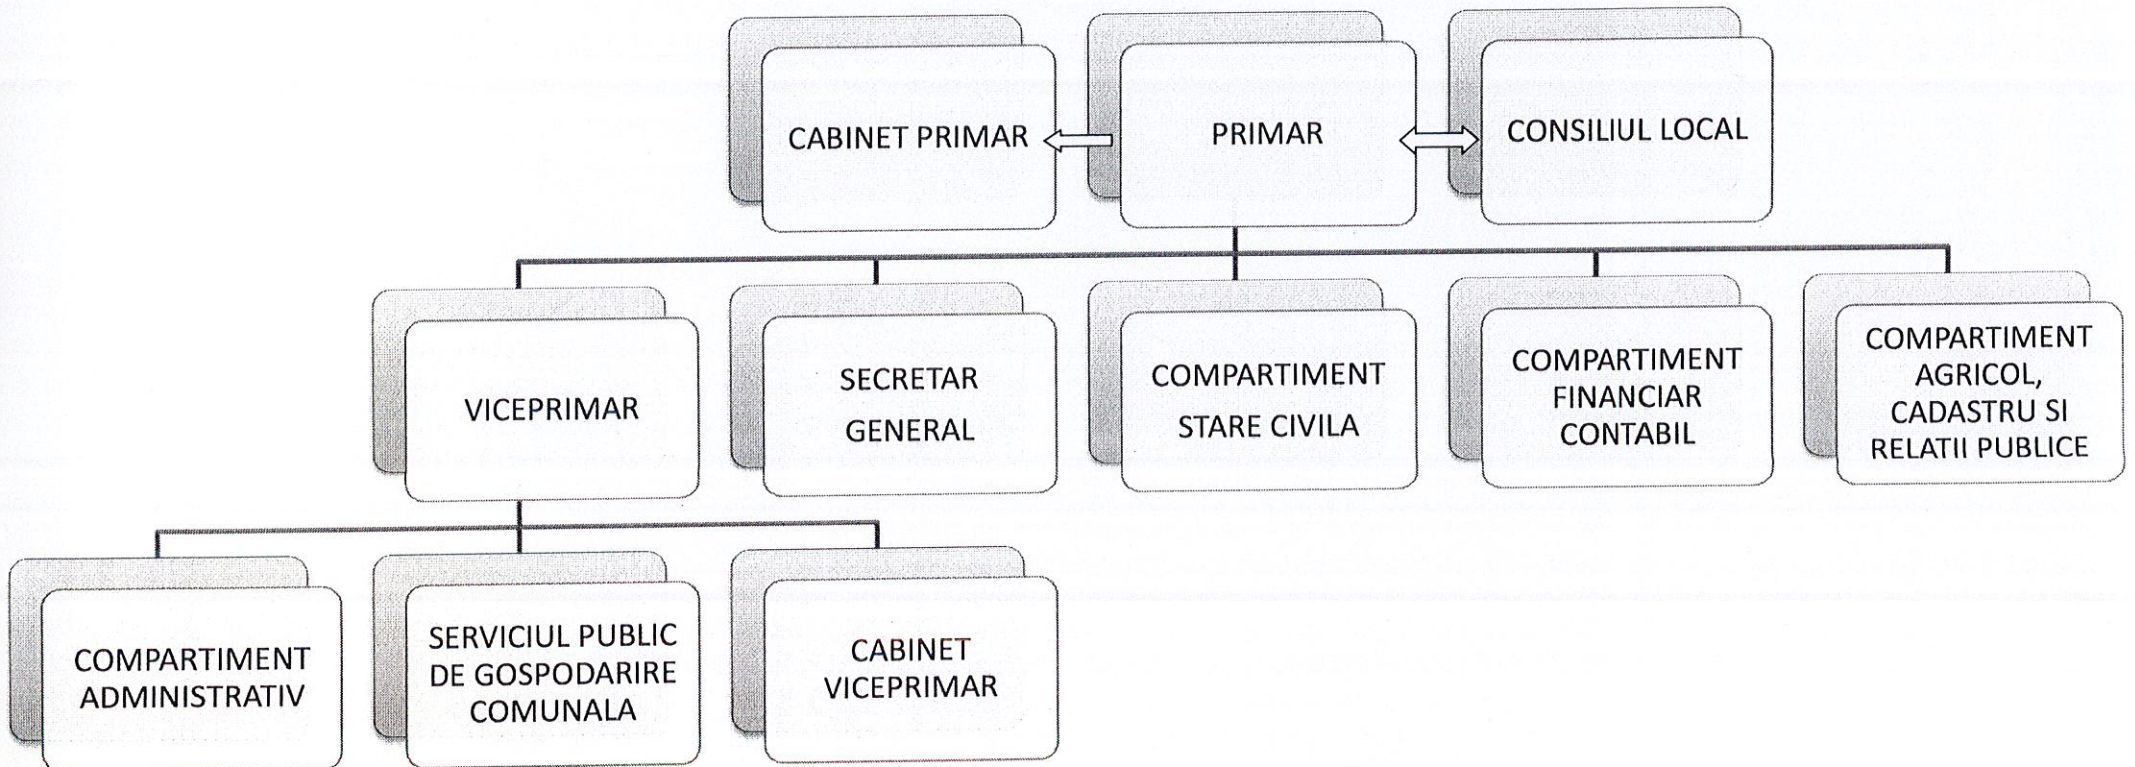 CABINET PRIMAR
PRIMAR
CONSILIUL LOCAL
VICEPRIMAR
SECRETAR
GENERAL
COMPARTIMENT
STARE CIVILA
COMPARTIMENT
FINANCIAR
CONTABIL
COMPARTIMENT
AGRICOL,
CADASTRU SI
RELATII PUBLICE
COMPARTIMENT
ADMINISTRATIV
SERVICIUL PUBLIC
DE GOSPODARIRE
COMUNALA
CABINET
VICEPRIMAR